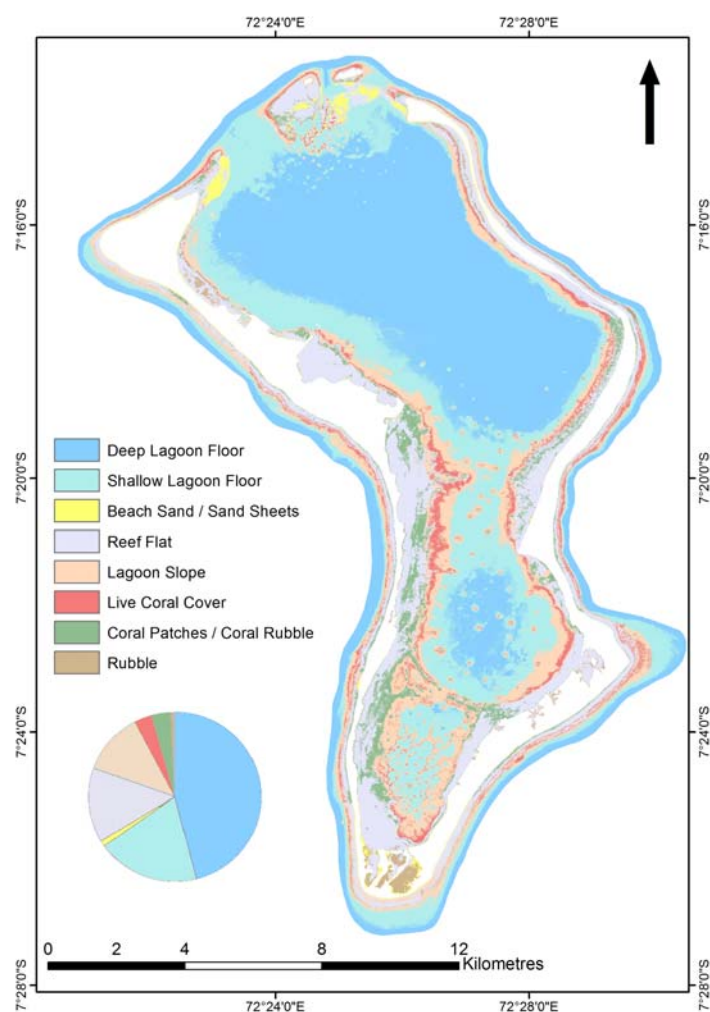 72°24'0"E 72°28'0"E
7°16'0"S 7°16'0"S
Deep Lagoon Floor
Shallow Lagoon Floor
7°20'0"S 7°20'0"S
Beach Sand / Sand Sheets
Reef Flat
Lagoon Slope
Live Coral Cover
Coral Patches / Coral Rubble
Rubble
7°24'0"S 7°24'0"S
0 2 4 8 12
Kilometres
7°28'0"S 7°28'0"S
72°24'0"E 72°28'0"E